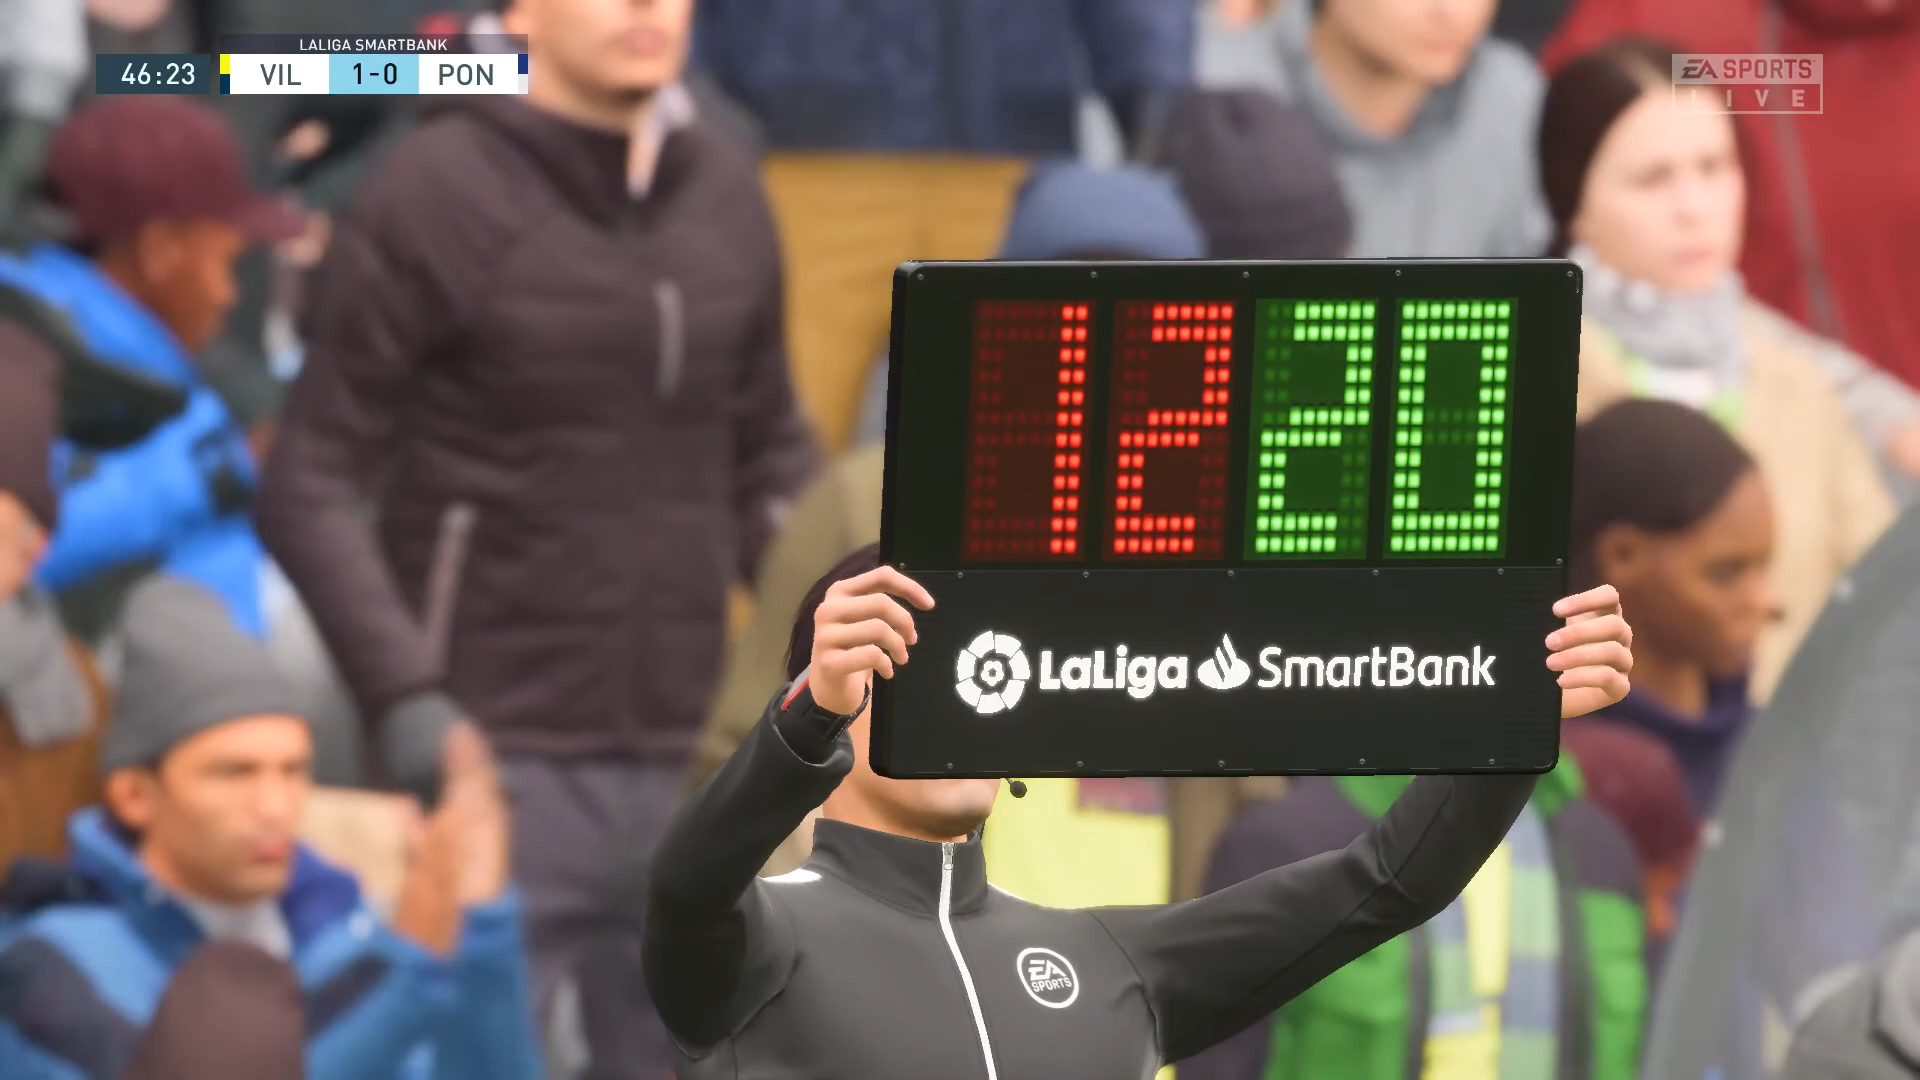 LALIGA SMARTBANK
46:23 VIL 1-0 PON
EA SPORTS
LIVE
12 20
LaLiga SmartBank
EA
SPORTS